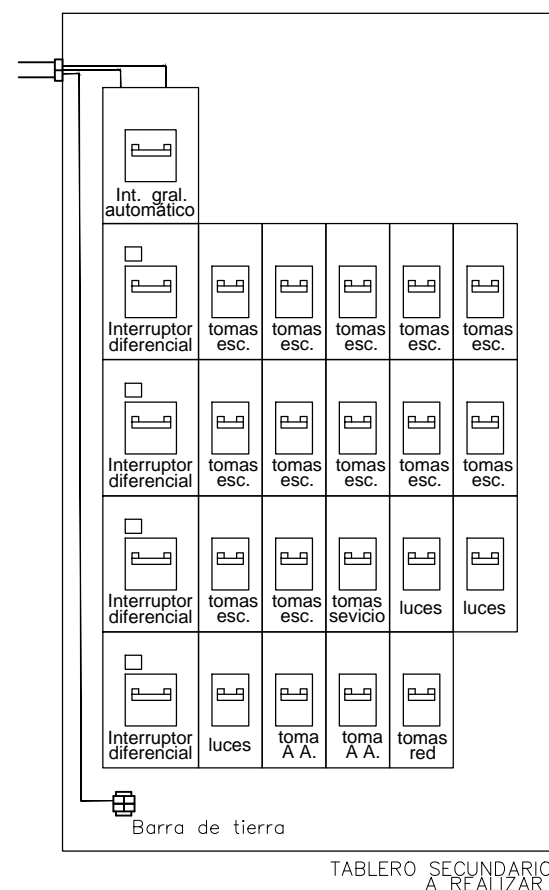 Int. gral.
automático
Interruptor
diferencial
tomas
esc.
tomas
esc.
tomas
esc.
tomas
esc.
tomas
esc.
Interruptor
diferencial
tomas
esc.
tomas
esc.
tomas
esc.
tomas
esc.
tomas
esc.
Interruptor
diferencial
tomas
esc.
tomas
esc.
tomas
sevicio
luces
luces
Interruptor
diferencial
luces
toma
A A.
toma
A A.
tomas
red
Barra de tierra
TABLERO SECUNDARIO
A REALIZAR